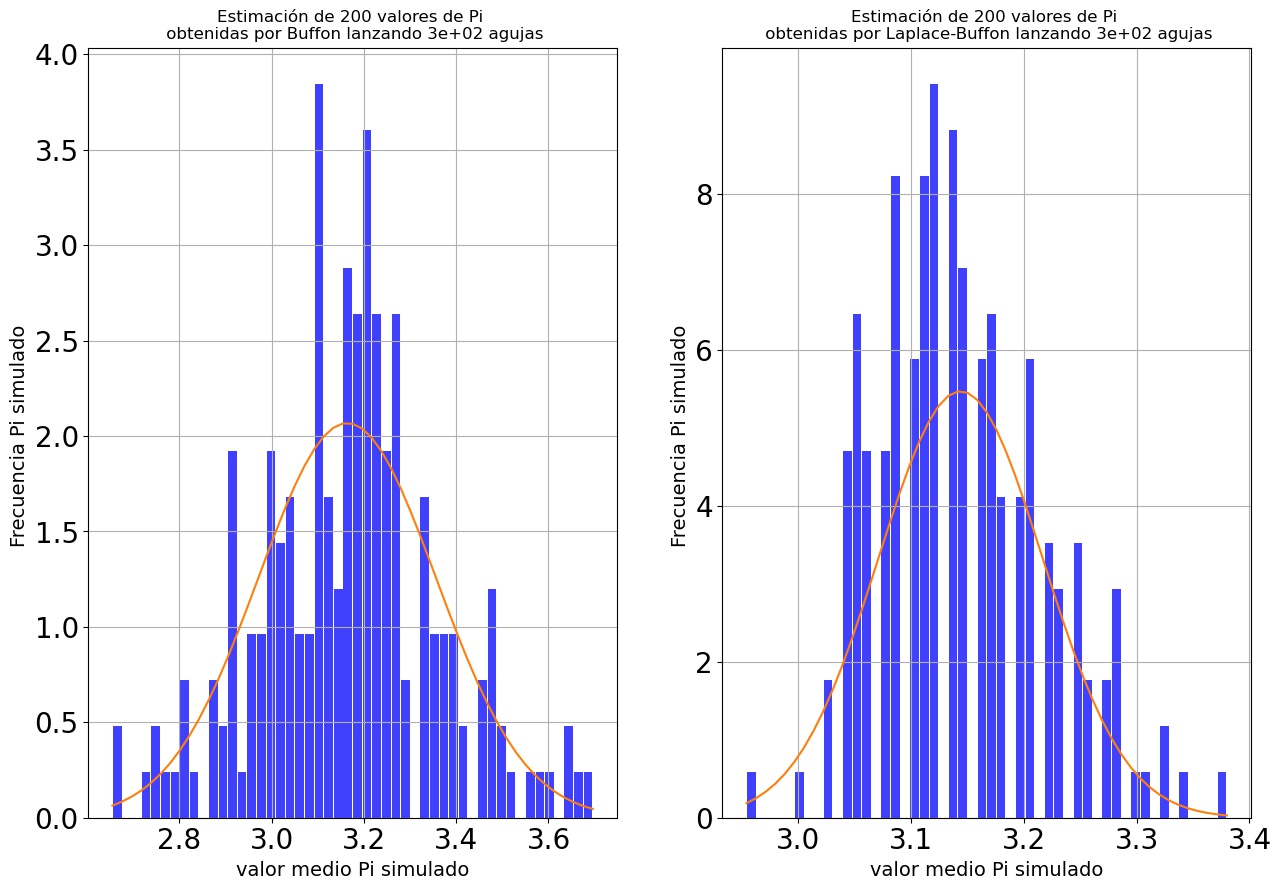 Estimación de 200 valores de Pi
obtenidas por Buffon lanzando 3e+02 agujas
4.0
3.5
3.0
2.5
2.0
1.5
1.0
0.5
0.0
Frecuencia Pi simulado
2.8 3.0 3.2 3.4 3.6
valor medio Pi simulado
Estimación de 200 valores de Pi
obtenidas por Laplace-Buffon lanzando 3e+02 agujas
8
6
4
2
0
Frecuencia Pi simulado
3.0 3.1 3.2 3.3 3.4
valor medio Pi simulado